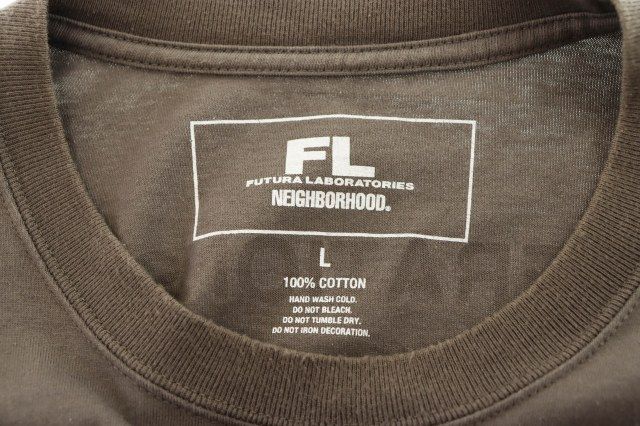 FL
FUTURA LABORATORIES
NEIGHBORHOOD®
L
100% COTTON
HAND WASH COLD.
DO NOT BLEACH.
DO NOT TUMBLE DRY.
DO NOT IRON DECORATION.